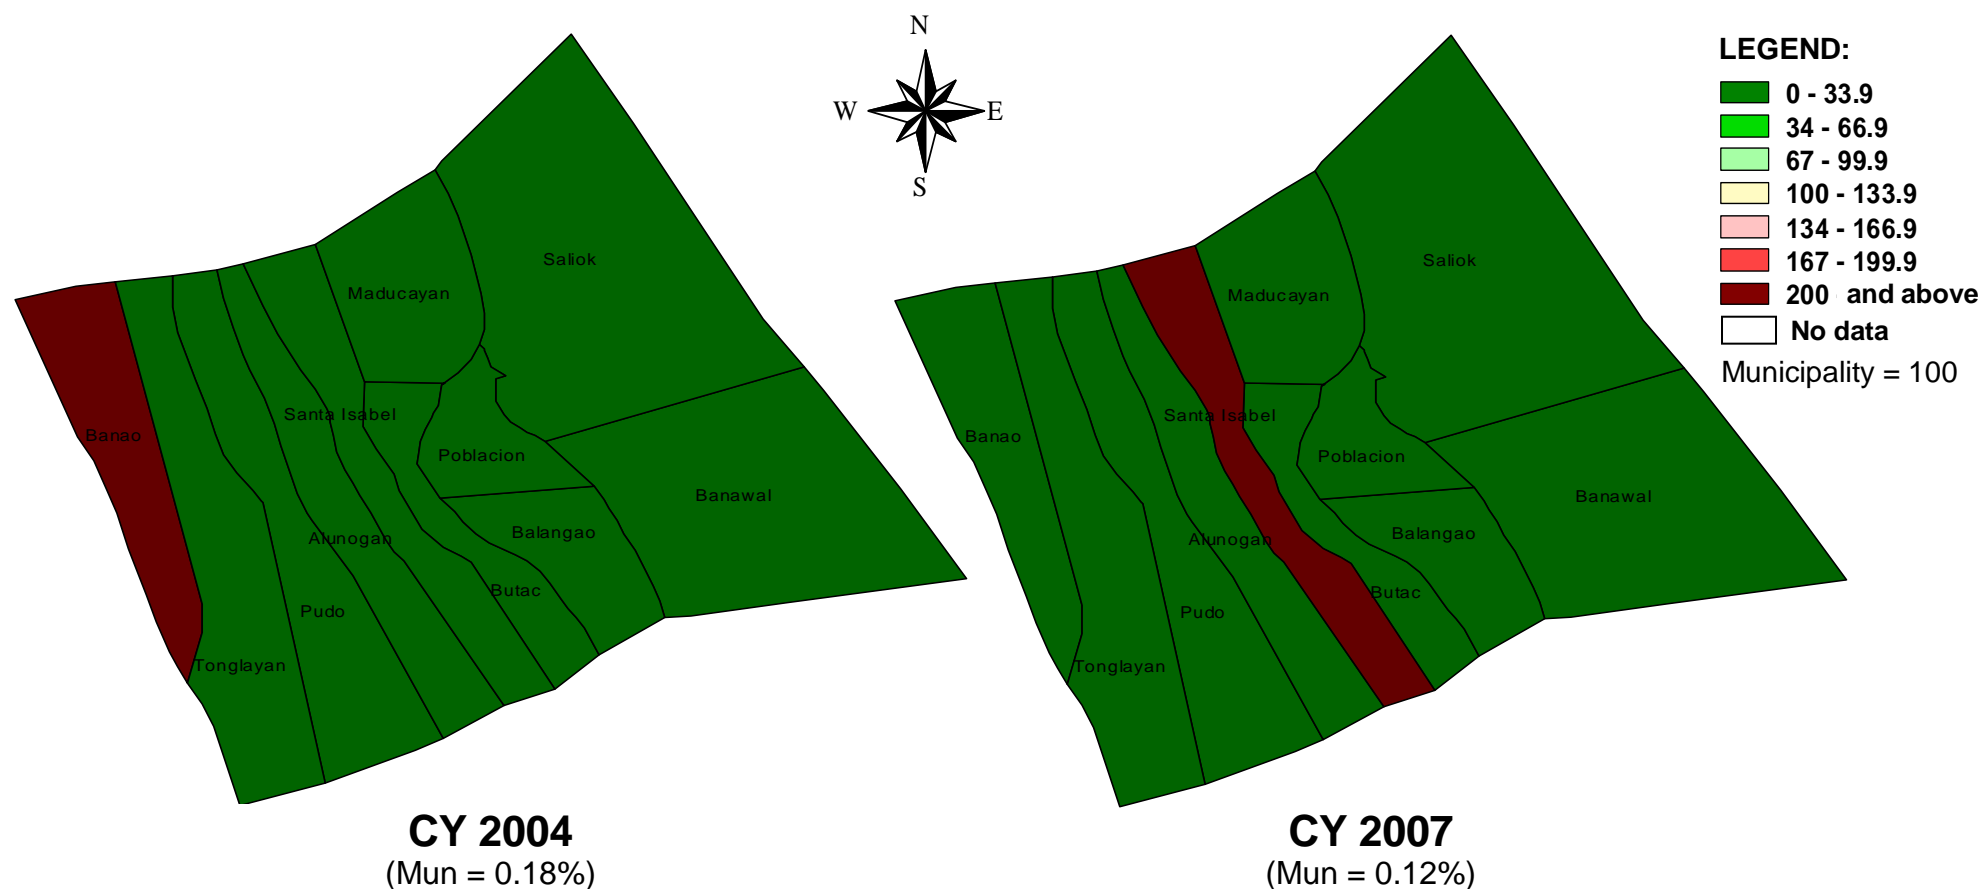 N
W
E
S
Saliok
Maducayan
Santa Isabel
Banao
Poblacion
Banawal
Balangao
Alunogan
Butac
Pudo
Tonglayan
CY 2004
(Mun = 0.18%)
Saliok
Maducayan
Santa Isabel
Banao
Poblacion
Banawal
Balangao
Alunogan
Butac
Pudo
Tonglayan
CY 2007
(Mun = 0.12%)
LEGEND:
0 - 33.9
34 - 66.9
67 - 99.9
100 - 133.9
134 - 166.9
167 - 199.9
200 and above
No data
Municipality = 100